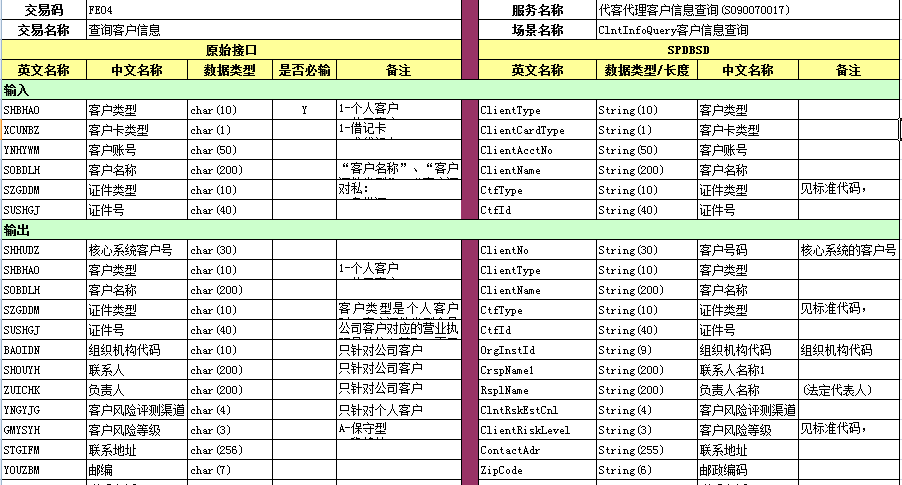 交易码 FE04 服务名称 代客代理客户信息查询(S090070017)
交易名称 查询客户信息 场景名称 ClntInfoQuery客户信息查询
原始接口 SPDBSD
英文名称 中文名称 数据类型 是否必输 备注 英文名称 数据类型/长度 中文名称 备注
输入
SHBHAO 客户类型 char(10) Y 1-个人客户 ClientType String(10) 客户类型
XCUNBZ 客户卡类型 char(1) 1-借记卡 ClientCardType String(1) 客户卡类型
YNHYWM 客户账号 char(50) ClientAcctNo String(50) 客户账号
SOBDLH 客户名称 char(200) “客户名称”、“客户 ClientName String(200) 客户名称
SZGDDM 证件类型 char(10) 对私: CtfType String(10) 证件类型 见标准代码,
SUSHGJ 证件号 char(40) CtfId String(40) 证件号
输出
SHHUDZ 核心系统客户号 char(30) ClientNo String(30) 客户号码 核心系统的客户号
SHBHAO 客户类型 char(10) 1-个人客户 ClientType String(10) 客户类型
SOBDLH 客户名称 char(200) ClientName String(200) 客户名称
SZGDDM 证件类型 char(10) 客户类型是个人客户 CtfType String(10) 证件类型 见标准代码,
SUSHGJ 证件号 char(40) 公司客户对应的营业执 CtfId String(40) 证件号
BAOIDN 组织机构代码 char(10) 只针对公司客户 OrgInstId String(9) 组织机构代码 组织机构代码
SHOUYH 联系人 char(200) 只针对公司客户 CrspName1 String(200) 联系人名称1
ZUICHK 负责人 char(200) 只针对公司客户 RsplName String(200) 负责人名称 (法定代表人)
YNGYJG 客户风险评测渠道 char(4) 只针对个人客户 ClntRskEstCnl String(4) 客户风险评测渠道
GMYSYH 客户风险等级 char(3) A-保守型 ClientRiskLevel String(3) 客户风险等级 见标准代码,
STGIFM 联系地址 char(256) ContactAdr String(255) 联系地址
YOUZBM 邮编 char(7) ZipCode String(6) 邮政编码